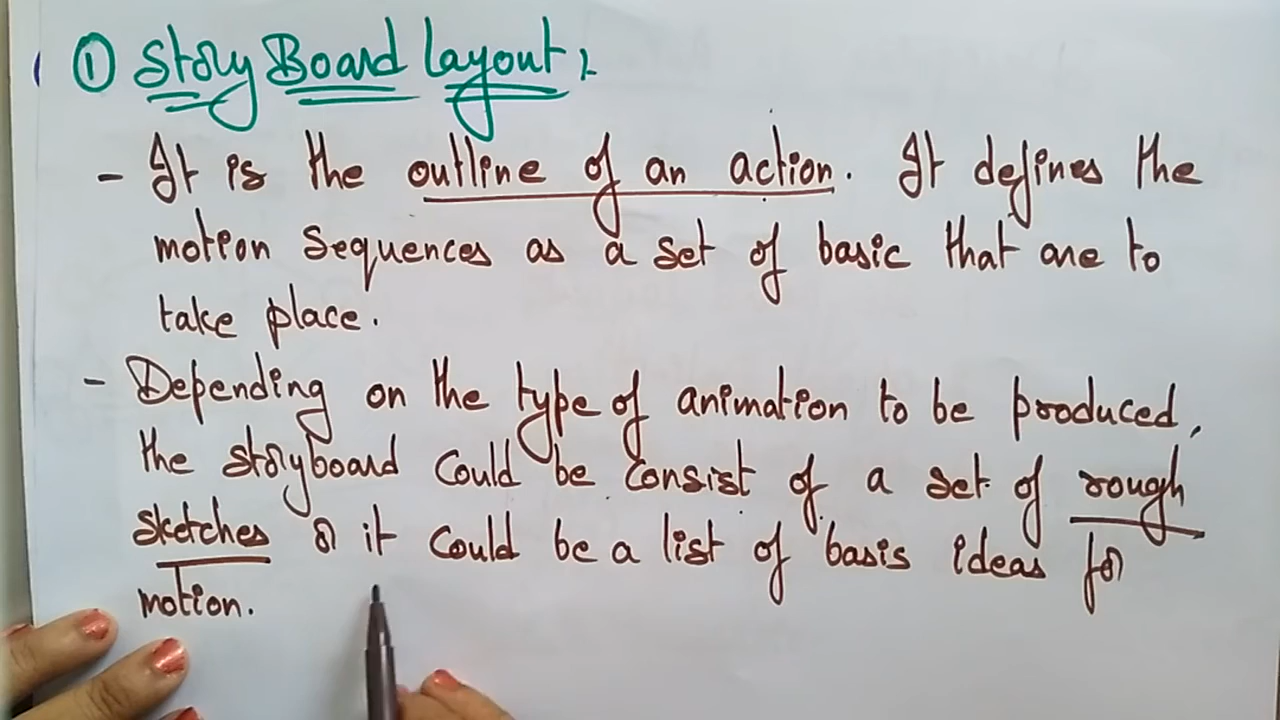 ① Story Board Layout :-
- It is the outline of an action. It defines the
motion sequences as a set of basic that are to
take place.
- Depending on the type of animation to be produced,
the storyboard could be consist of a set of rough
sketches or it could be a list of basis ideas for
motion.